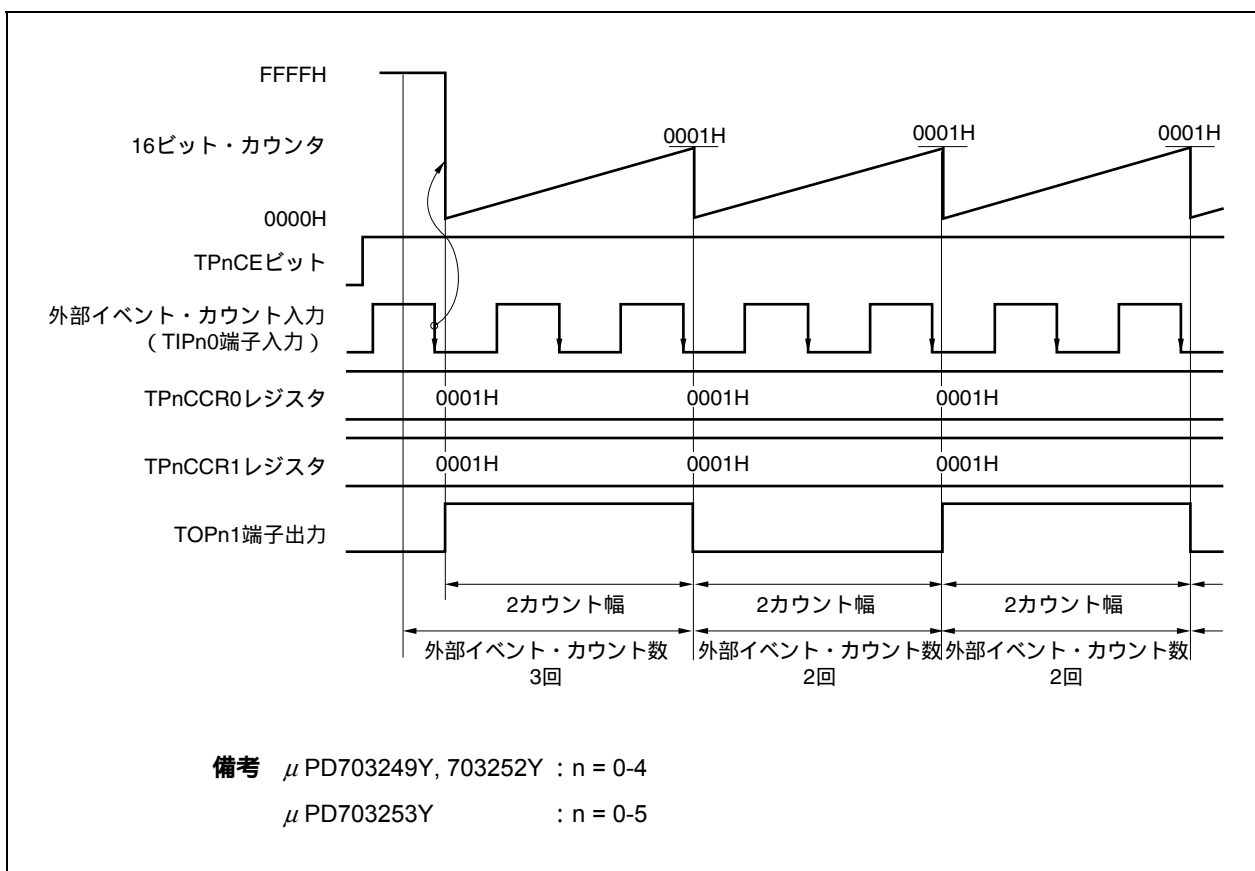 FFFFH
16ビット・カウンタ
0001H 0001H 0001H
0000H
TPnCEビット
外部イベント・カウント入力
（TIPn0端子入力）
TPnCCR0レジスタ 0001H 0001H 0001H
TPnCCR1レジスタ 0001H 0001H 0001H
TOPn1端子出力
2カウント幅 2カウント幅 2カウント幅
外部イベント・カウント数 外部イベント・カウント数 外部イベント・カウント数
3回 2回 2回
備考 μPD703249Y, 703252Y : n = 0-4
μPD703253Y : n = 0-5